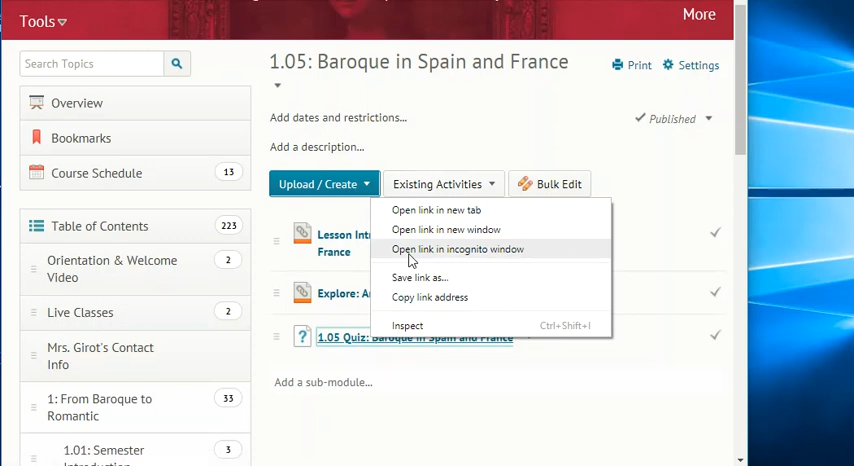 Tools
More
Search Topics
Overview
Bookmarks
Course Schedule
13
Table of Contents
223
Orientation & Welcome
Video
2
Live Classes
2
Mrs. Girot's Contact
Info
1: From Baroque to
Romantic
33
1.01: Semester
Introduction
3
1.05: Baroque in Spain and France
Print
Settings
Add dates and restrictions...
Published
Add a description...
Upload / Create
Existing Activities
Bulk Edit
Lesson Int
France
Explore: A
1.05 Quiz: Baroque in Spain and France
Add a sub-module...
Open link in new tab
Open link in new window
Open link in incognito window
Save link as...
Copy link address
Inspect
Ctrl+Shift+I